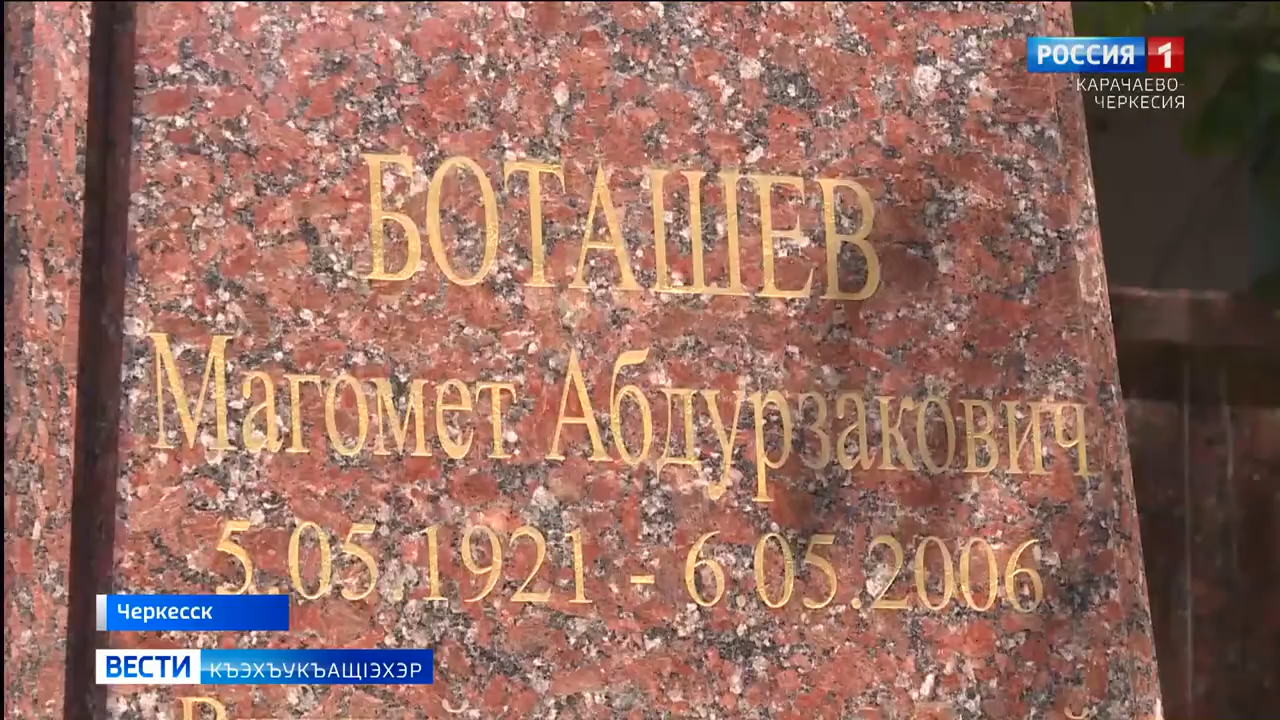 РОССИЯ 1
КАРАЧАЕВО-
ЧЕРКЕСИЯ
БОТАШЕВ
Магомет Абдурзакович
5.05.1921 - 6.05.2006
Черкесск
ВЕСТИ КЪЭХЪУКЪАЩІЭХЭР